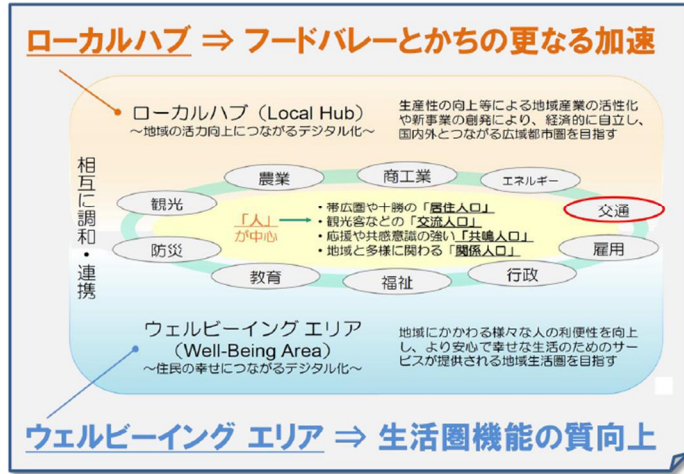 ローカルハブ ⇒ フードバレーとかちの更なる加速
ローカルハブ（Local Hub）
～地域の活力向上につながるデジタル化～
生産性の向上等による地域産業の活性化
や新事業の創発により、経済的に自立し、
国内外とつながる広域都市圏を目指す
相互に調和・連携
観光
農業
商工業
エネルギー
交通
「人」
が中心
・帯広圏や十勝の「居住人口」
・観光客などの「交流人口」
・応援や共感意識の強い「共鳴人口」
・地域と多様に関わる「関係人口」
防災
教育
福祉
行政
雇用
ウェルビーイング エリア
（Well-Being Area）
～住民の幸せにつながるデジタル化～
地域にかかわる様々な人の利便性を向上
し、より安心で幸せな生活のためのサー
ビスが提供される地域生活圏を目指す
ウェルビーイング エリア ⇒ 生活圏機能の質向上